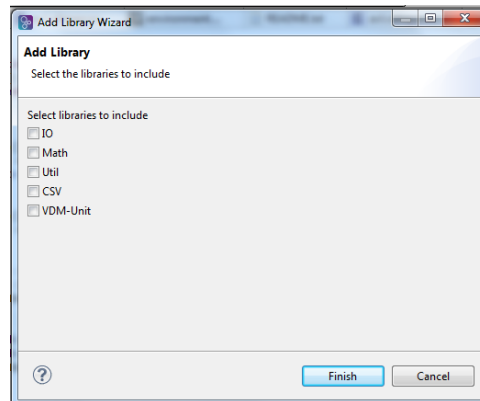 Add Library Wizard
Add Library
Select the libraries to include
Select libraries to include
IO
Math
Util
CSV
VDM-Unit
Finish
Cancel